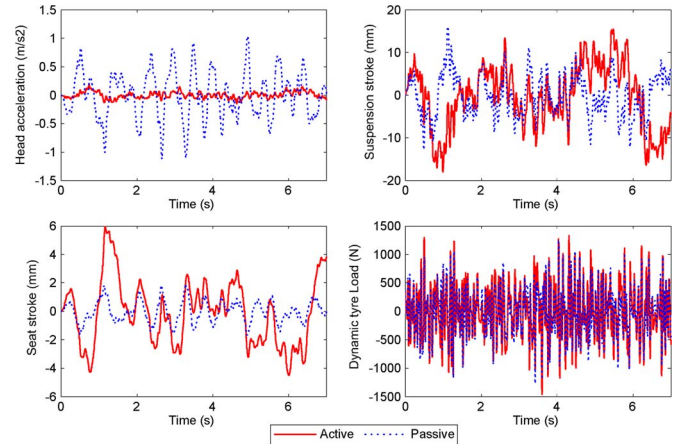 Head acceleration (m/s2)
1.5
1
0.5
0
-0.5
-1
-1.5
0 2 4 6
Time (s)
Suspension stroke (mm)
20
10
0
-10
-20
0 2 4 6
Time (s)
Seat stroke (mm)
6
4
2
0
-2
-4
-6
0 2 4 6
Time (s)
Dynamic tyre Load (N)
1500
1000
500
0
-500
-1000
-1500
0 2 4 6
Time (s)
Active Passive